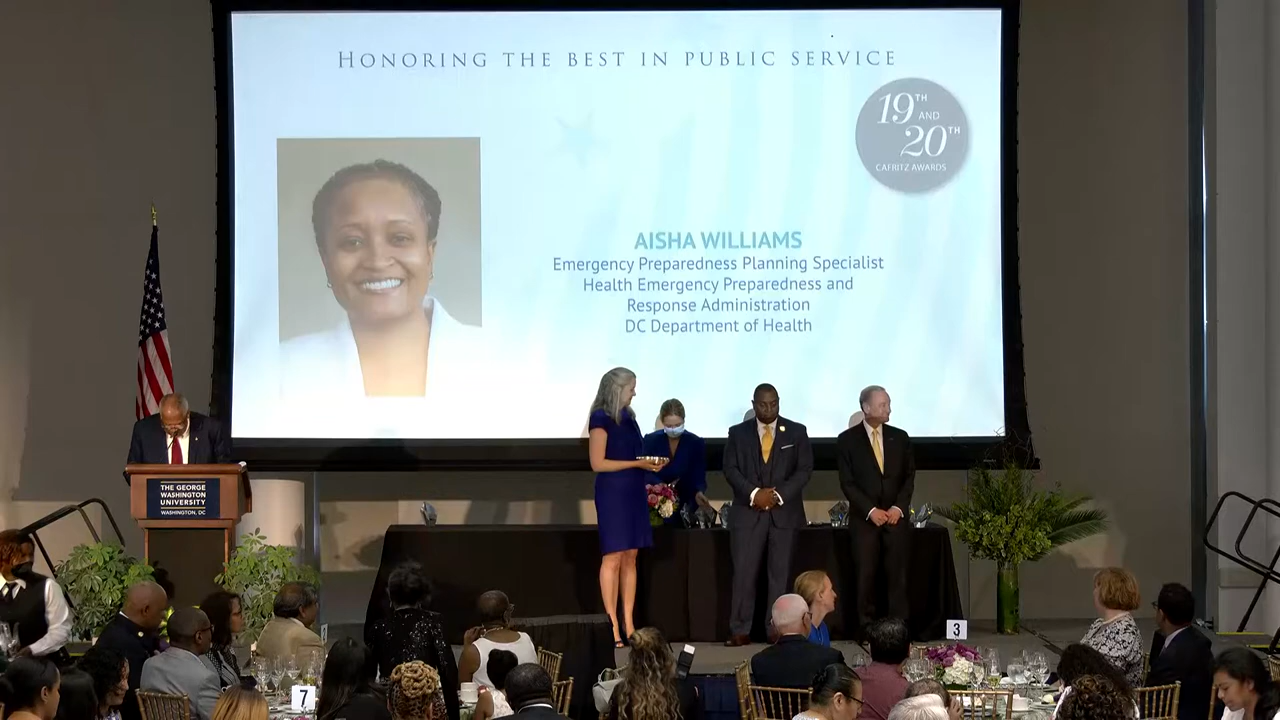 HONORING THE BEST IN PUBLIC SERVICE
19TH
AND
20TH
CAFRITZ AWARDS
AISHA WILLIAMS
Emergency Preparedness Planning Specialist
Health Emergency Preparedness and
Response Administration
DC Department of Health
THE GEORGE
WASHINGTON
UNIVERSITY
WASHINGTON, DC
3
7